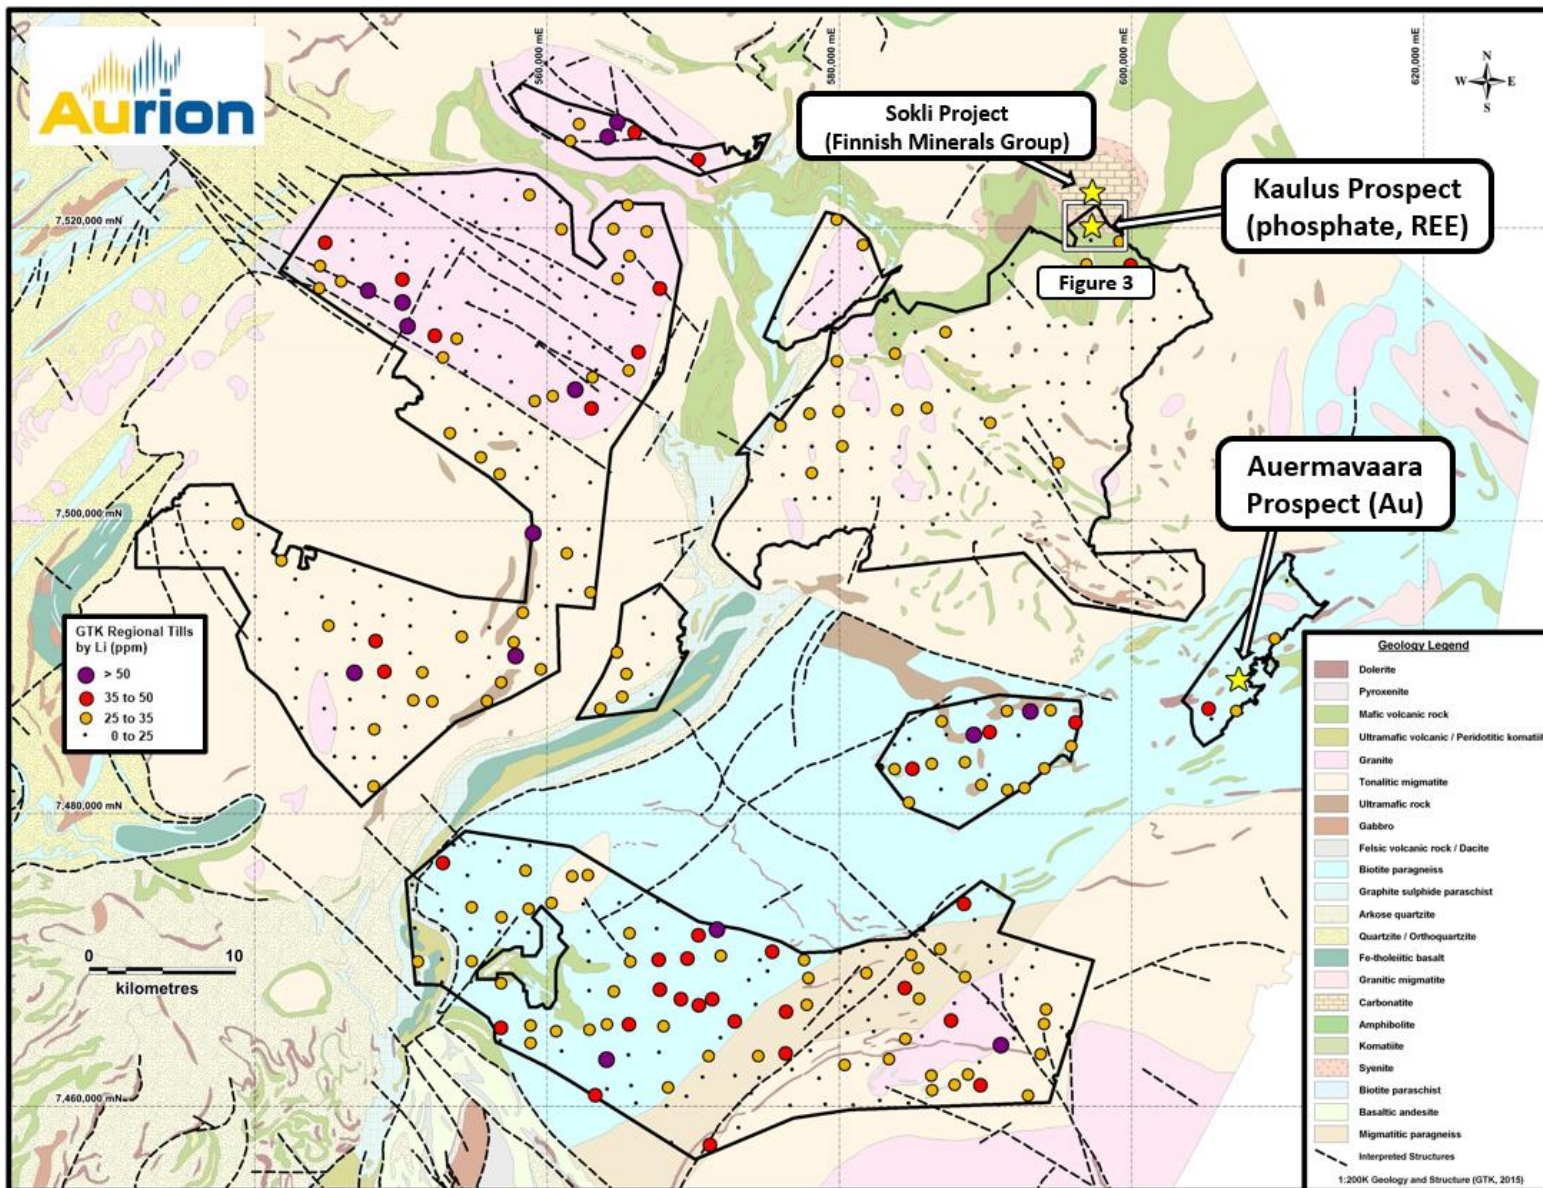 Aurion
560,000 mE
580,000 mE
600,000 mE
620,000 mE
N
W E
S
Sokli Project
(Finnish Minerals Group)
Kaulus Prospect
(phosphate, REE)
7,520,000 mN
Figure 3
Auermavaara
Prospect (Au)
7,500,000 mN
GTK Regional Tills
by Li (ppm)
> 50
35 to 50
25 to 35
0 to 25
7,480,000 mN
0 10
kilometres
7,460,000 mN
Geology Legend
Dolerite
Pyroxenite
Mafic volcanic rock
Ultramafic volcanic / Peridotitic komatiit
Granite
Tonalitic migmatite
Ultramafic rock
Gabbro
Felsic volcanic rock / Dacite
Biotite paragneiss
Graphite sulphide paraschist
Arkose quartzite
Quartzite / Orthoquartzite
Fe-tholeiitic basalt
Granitic migmatite
Carbonatite
Amphibolite
Komatiite
Syenite
Biotite paraschist
Basaltic andesite
Migmatitic paragneiss
Interpreted Structures
1:200K Geology and Structure (GTK, 2015)